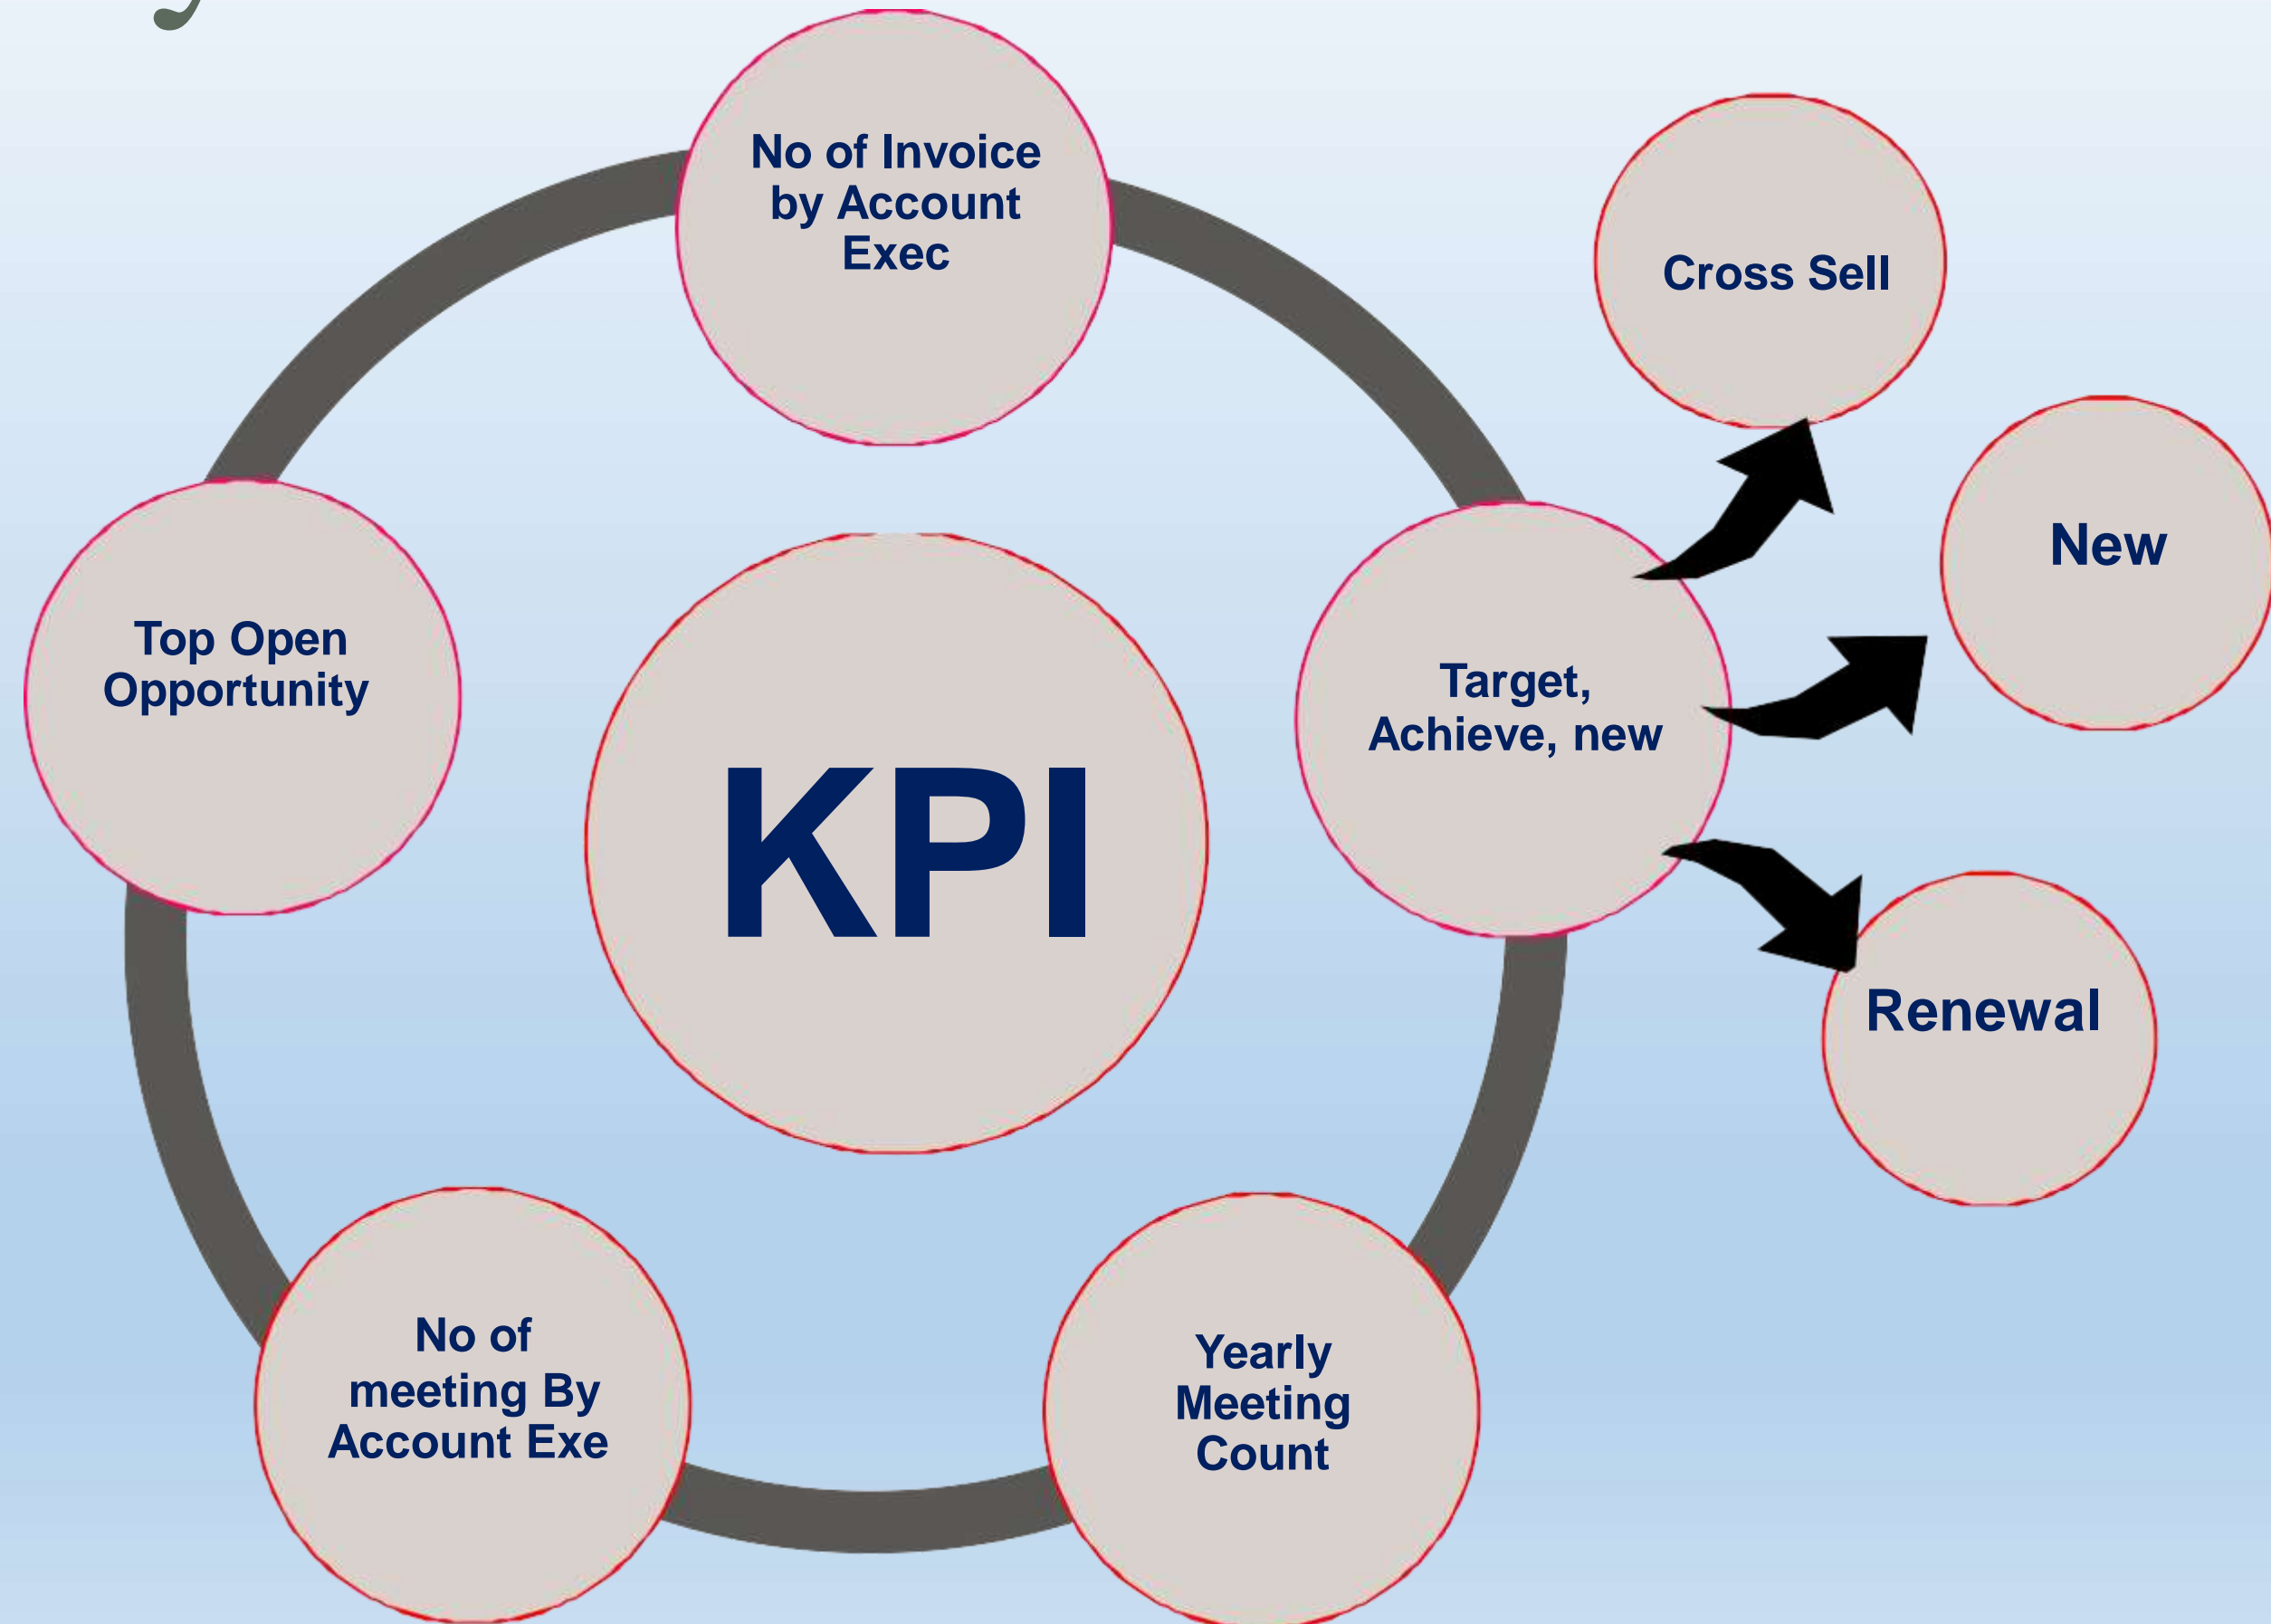 No of Invoice
by Account
Exec
Cross Sell
New
Top Open
Opportunity
Target,
Achieve, new
KPI
Renewal
No of
meeting By
Account Exe
Yearly
Meeting
Count